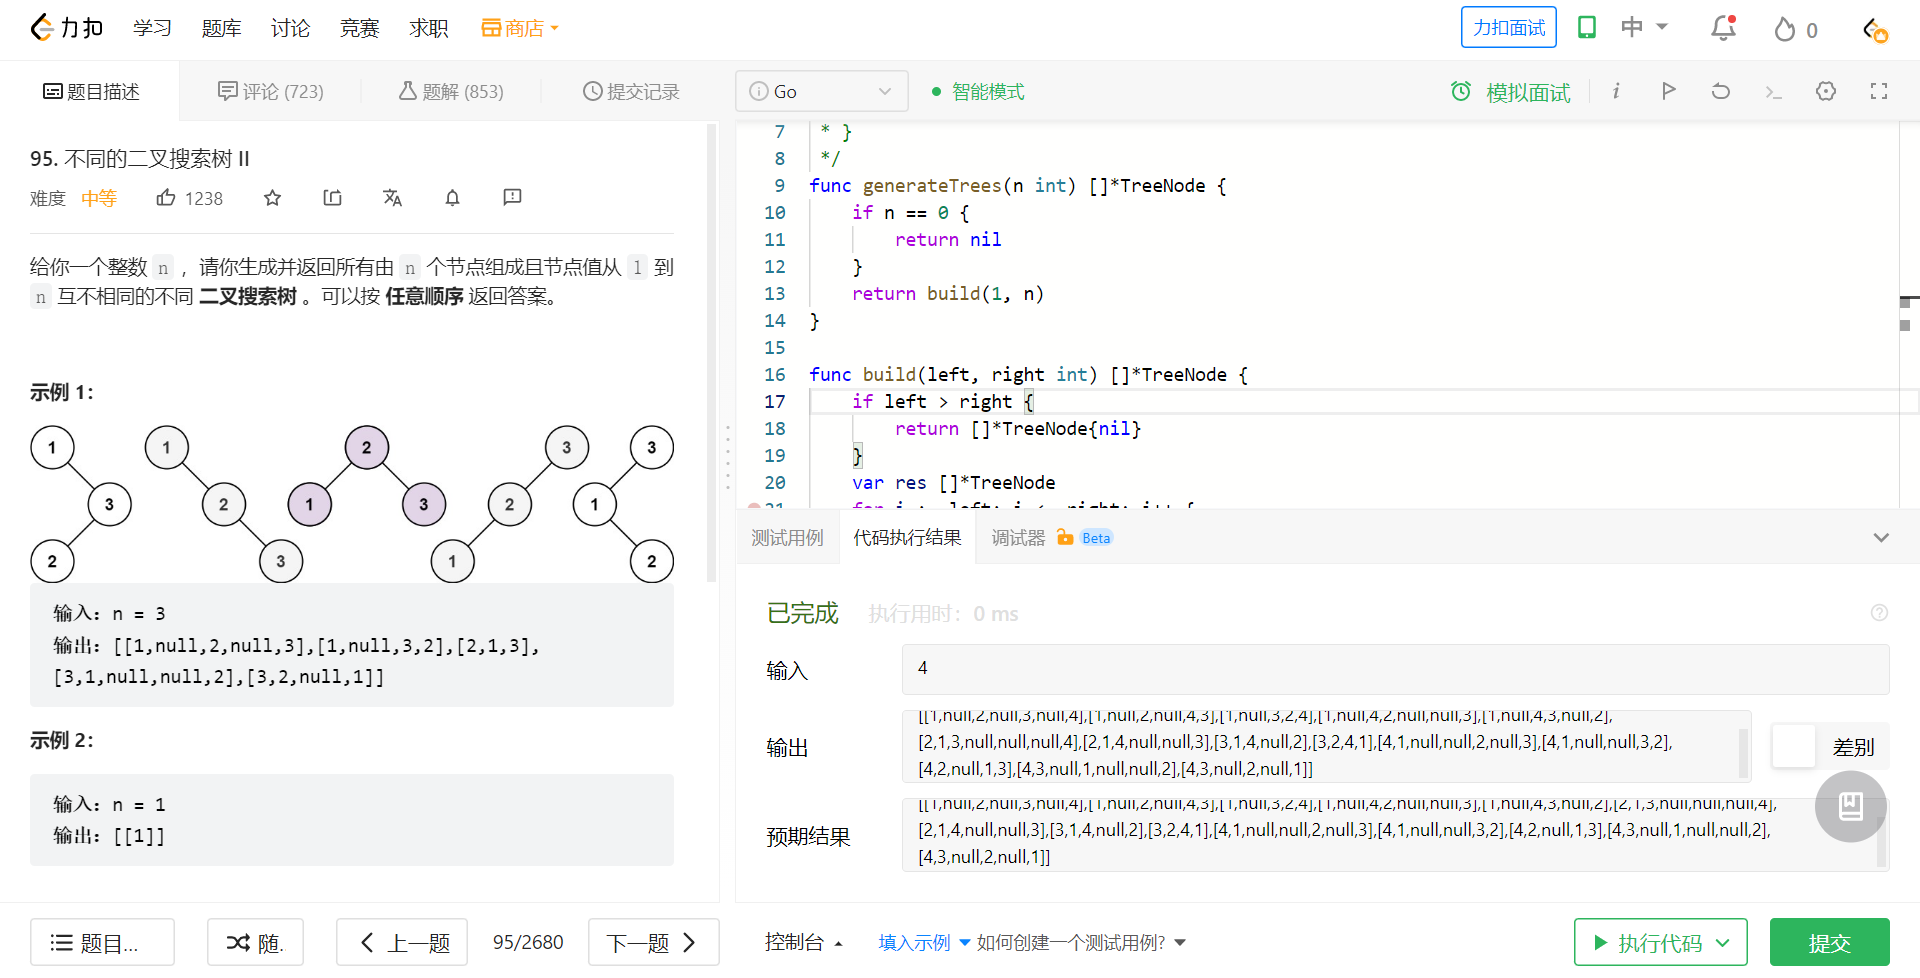 力扣 学习 题库 讨论 竞赛 求职 商店 力扣面试 中 0
题目描述 评论 (723) 题解 (853) 提交记录
Go 智能模式 模拟面试
95. 不同的二叉搜索树 II
难度 中等 1238
给你一个整数 n ，请你生成并返回所有由 n 个节点组成且节点值从 1 到
n 互不相同的不同 二叉搜索树 。可以按 任意顺序 返回答案。
示例 1：
1 1 2 3 3
3 2 1 3 2 1
2 3 1 2
输入：n = 3
输出：[[1,null,2,null,3],[1,null,3,2],[2,1,3],
[3,1,null,null,2],[3,2,null,1]]
示例 2：
输入：n = 1
输出：[[1]]
7 * }
8 */
9 func generateTrees(n int) []*TreeNode {
10 if n == 0 {
11 return nil
12 }
13 return build(1, n)
14 }
15
16 func build(left, right int) []*TreeNode {
17 if left > right {
18 return []*TreeNode{nil}
19 }
20 var res []*TreeNode
测试用例 代码执行结果 调试器 Beta
已完成 执行用时：0 ms
输入 4
输出
[[1,null,2,null,3,null,4],[1,null,2,null,4,3],[1,null,3,2,4],[1,null,4,2,null,null,3],[1,null,4,3,null,2],
[2,1,3,null,null,null,4],[2,1,4,null,null,3],[3,1,4,null,2],[3,2,4,1],[4,1,null,null,2,null,3],[4,1,null,null,3,2],
[4,2,null,1,3],[4,3,null,1,null,null,2],[4,3,null,2,null,1]]
差别
预期结果
[[1,null,2,null,3,null,4],[1,null,2,null,4,3],[1,null,3,2,4],[1,null,4,2,null,null,3],[1,null,4,3,null,2],[2,1,3,null,null,null,4],
[2,1,4,null,null,3],[3,1,4,null,2],[3,2,4,1],[4,1,null,null,2,null,3],[4,1,null,null,3,2],[4,2,null,1,3],[4,3,null,1,null,null,2],
[4,3,null,2,null,1]]
题目... 随. 上一题 95/2680 下一题 控制台 填入示例 如何创建一个测试用例? 执行代码 提交